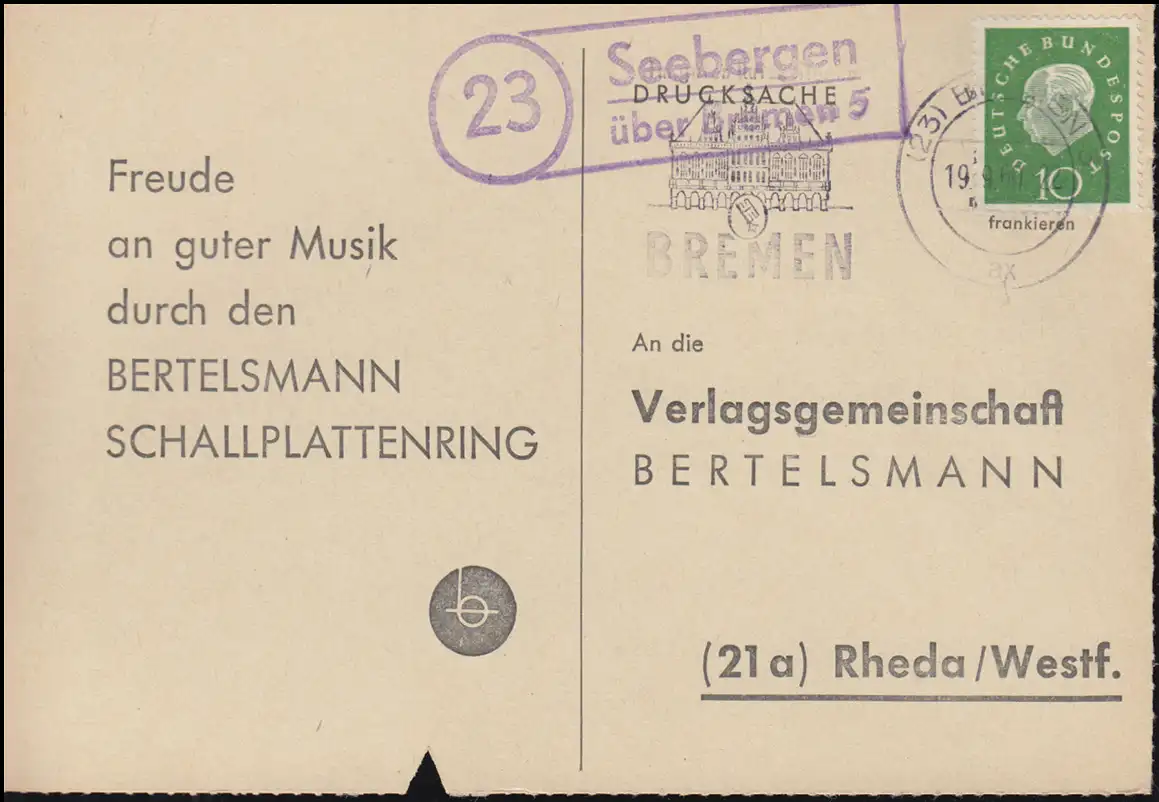 Freude
an guter Musik
durch den
BERTELSMANN
SCHALLPLATTENRING
23
Seebergen
über Bremen 5
DRUCKSACHE
BREMEN
DEUTSCHE BUNDESPOST
10
(23)
frankieren
ax
An die
Verlagsgemeinschaft
BERTELSMANN
(21a) Rheda/Westf.